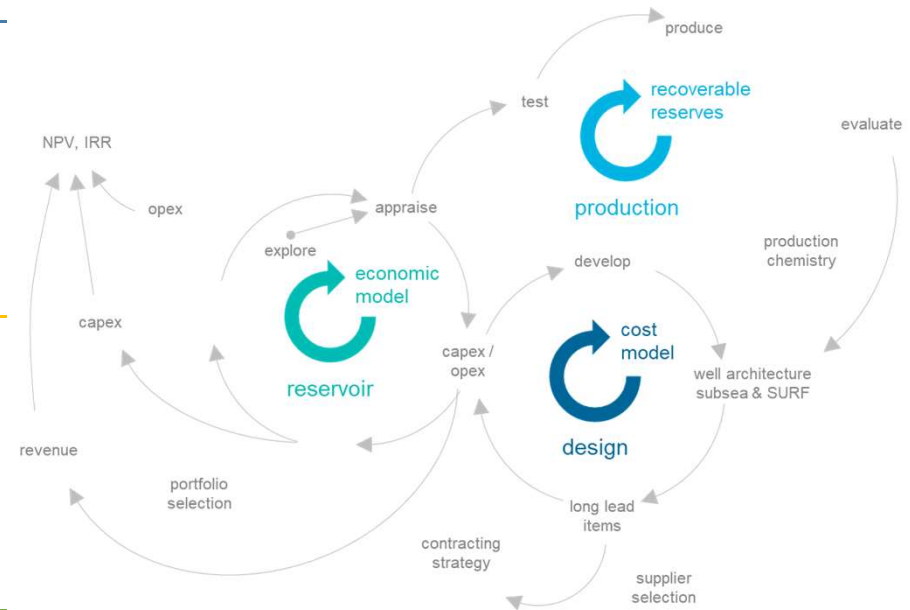 produce
recoverable
reserves
test
evaluate
NPV, IRR
appraise
opex
production
explore
production
chemistry
develop
economic
model
capex
cost
model
capex /
opex
well architecture
subsea & SURF
reservoir
design
revenue
portfolio
selection
long lead
items
contracting
strategy
supplier
selection